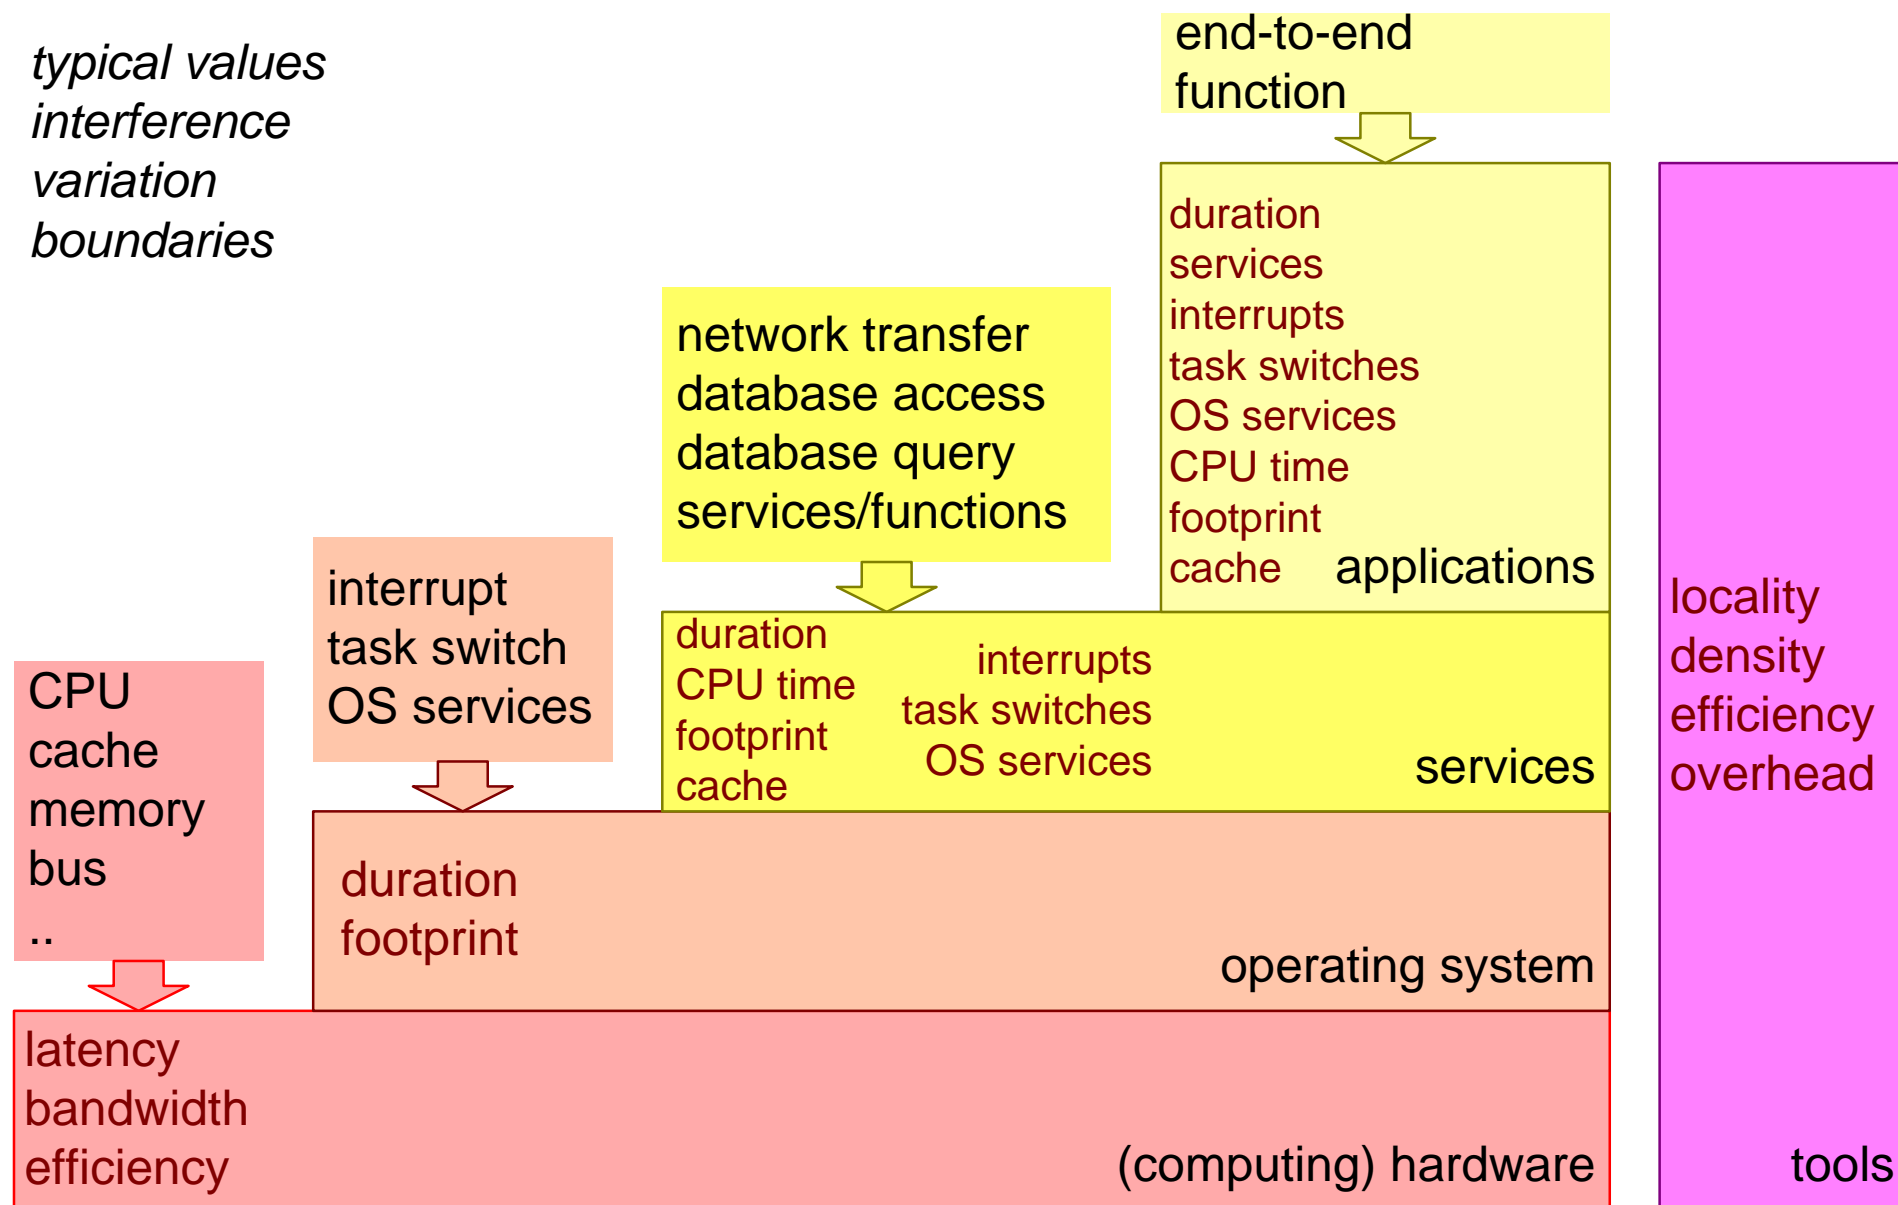 typical values
interference
variation
boundaries
end-to-end
function
duration
services
interrupts
task switches
OS services
CPU time
footprint
cache
applications
network transfer
database access
database query
services/functions
duration
CPU time
footprint
cache
interrupts
task switches
OS services
services
interrupt
task switch
OS services
duration
footprint
operating system
CPU
cache
memory
bus
..
latency
bandwidth
efficiency
(computing) hardware
locality
density
efficiency
overhead
tools